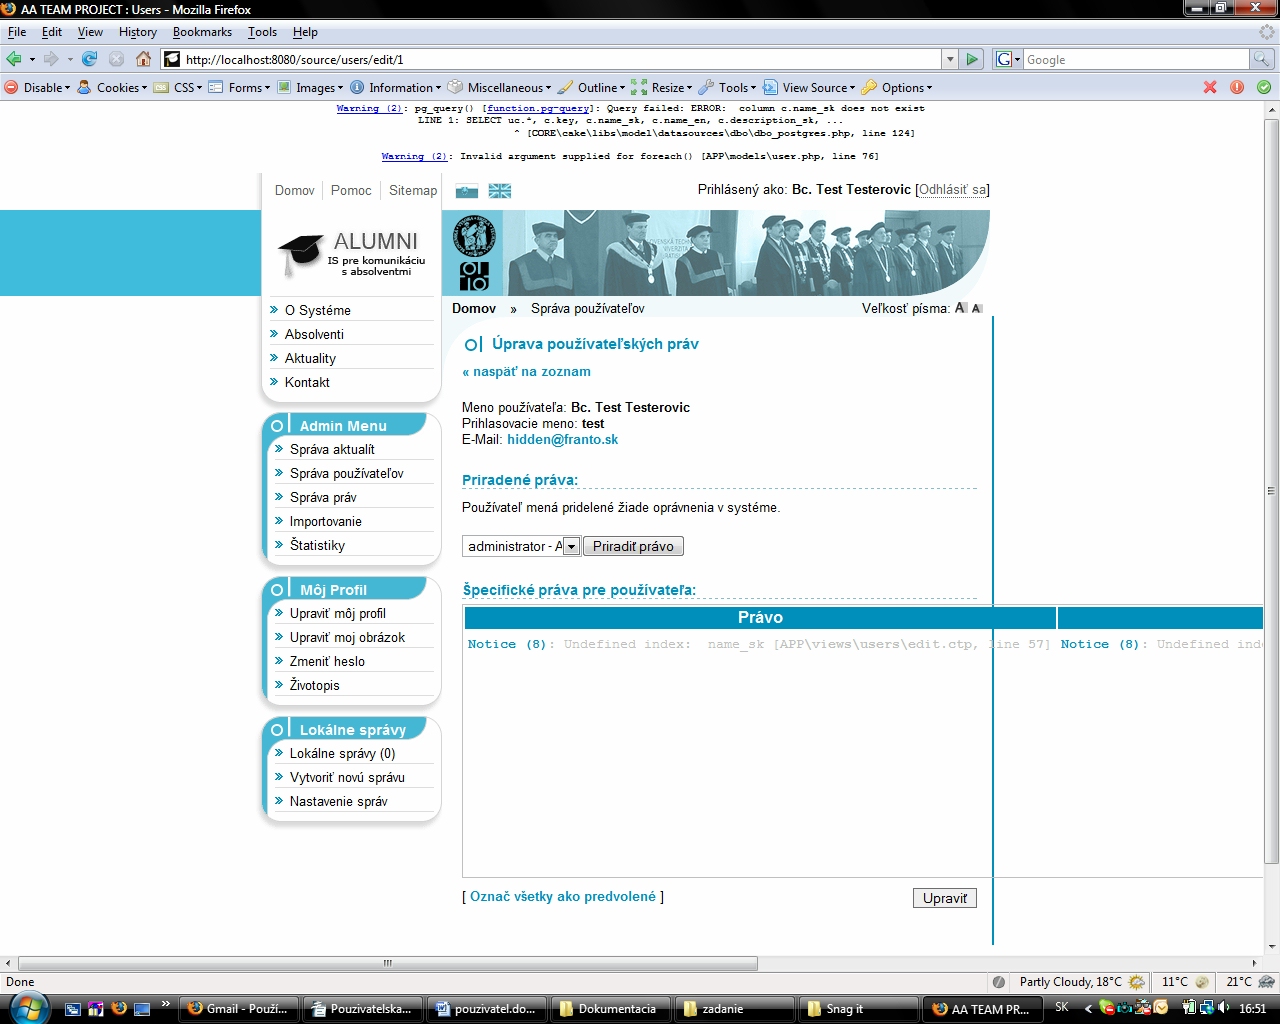 AA TEAM PROJECT : Users - Mozilla Firefox
File Edit View History Bookmarks Tools Help
http://localhost:8080/source/users/edit/1
Google
Disable Cookies CSS Forms Images Information Miscellaneous Outline Resize Tools View Source Options
Warning (2): pg_query() [function.pg-query]: Query failed: ERROR:  column c.name_sk does not exist
LINE 1: SELECT uc.*, c.key, c.name_sk, c.name_en, c.description_sk, ...
^ [CORE\cake\libs\model\datasources\dbo\dbo_postgres.php, line 124]
Warning (2): Invalid argument supplied for foreach() [APP\models\user.php, line 76]
Domov Pomoc Sitemap
Prihlásený ako: Bc. Test Testerovic [Odhlásiť sa]
ALUMNI
IS pre komunikáciu
s absolventmi
Domov » Správa používateľov
Veľkosť písma: A A
O Systéme
Absolventi
Aktuality
Kontakt
Admin Menu
Správa aktualít
Správa používateľov
Správa práv
Importovanie
Štatistiky
Môj Profil
Upraviť môj profil
Upraviť moj obrázok
Zmeniť heslo
Životopis
Lokálne správy
Lokálne správy (0)
Vytvoriť novú správu
Nastavenie správ
Úprava používateľských práv
« naspäť na zoznam
Meno používateľa: Bc. Test Testerovic
Prihlasovacie meno: test
E-Mail: hidden@franto.sk
Priradené práva:
Používateľ mená pridelené žiade oprávnenia v systéme.
administrator - A Priradiť právo
Špecifické práva pre používateľa:
Právo
Notice (8): Undefined index:  name_sk [APP\views\users\edit.ctp, line 57] Notice (8): Undefined ind
[ Označ všetky ako predvolené ] Upraviť
Done
Partly Cloudy, 18°C 11°C 21°C
Gmail - Použí... Pouzivatelska... pouzivatel.do... Dokumentacia zadanie Snag it AA TEAM PR... SK 16:51